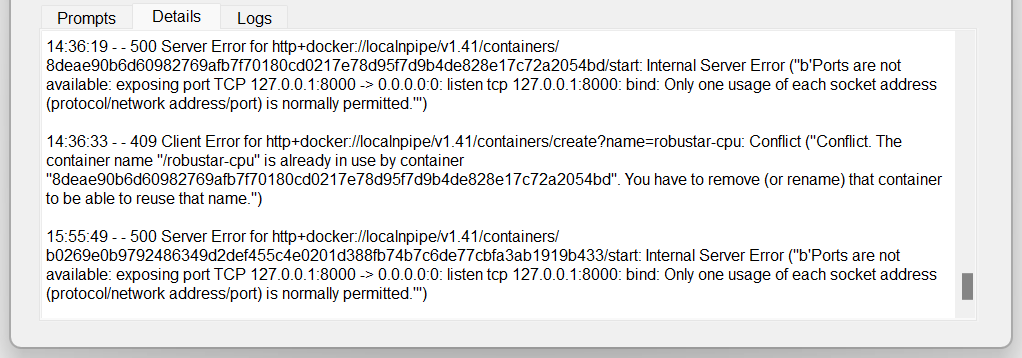 Prompts
Details
Logs
14:36:19 - - 500 Server Error for http+docker://localnpipe/v1.41/containers/
8deae90b6d60982769afb7f70180cd0217e78d95f7d9b4de828e17c72a2054bd/start: Internal Server Error ("b'Ports are not
available: exposing port TCP 127.0.0.1:8000 -> 0.0.0.0:0: listen tcp 127.0.0.1:8000: bind: Only one usage of each socket address
(protocol/network address/port) is normally permitted.'")
14:36:33 - - 409 Client Error for http+docker://localnpipe/v1.41/containers/create?name=robustar-cpu: Conflict ("Conflict. The
container name "/robustar-cpu" is already in use by container
"8deae90b6d60982769afb7f70180cd0217e78d95f7d9b4de828e17c72a2054bd". You have to remove (or rename) that container
to be able to reuse that name.")
15:55:49 - - 500 Server Error for http+docker://localnpipe/v1.41/containers/
b0269e0b9792486349d2def455c4e0201d388fb74b7c6de77cbfa3ab1919b433/start: Internal Server Error ("b'Ports are not
available: exposing port TCP 127.0.0.1:8000 -> 0.0.0.0:0: listen tcp 127.0.0.1:8000: bind: Only one usage of each socket address
(protocol/network address/port) is normally permitted.'")